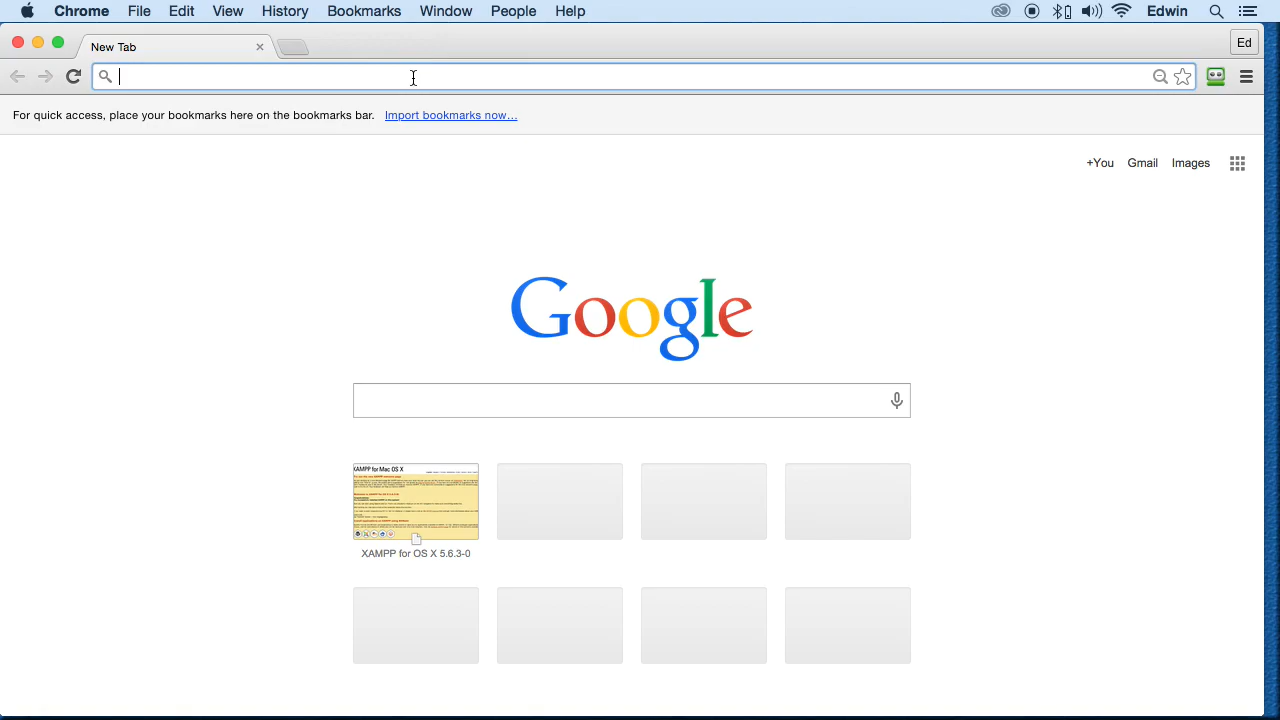 Chrome File Edit View History Bookmarks Window People Help Edwin
New Tab Ed
For quick access, place your bookmarks here on the bookmarks bar. Import bookmarks now...
+You Gmail Images
Google
XAMPP for Mac OS X
XAMPP for OS X 5.6.3-0